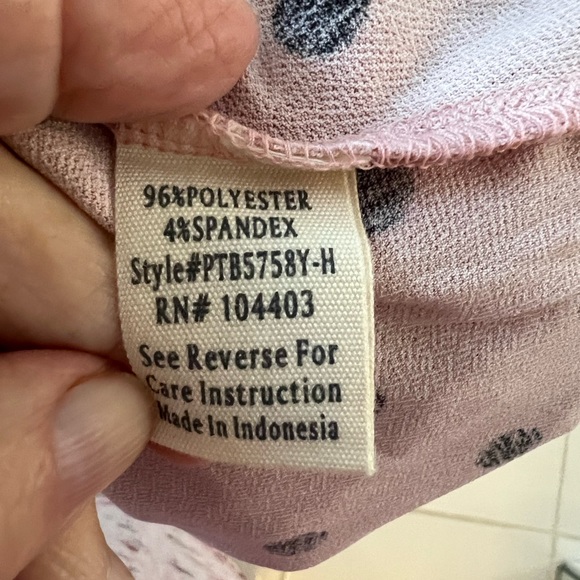 96%POLYESTER
4%SPANDEX
Style#PTB5758Y-H
RN# 104403
See Reverse For
Care Instruction
Made In Indonesia